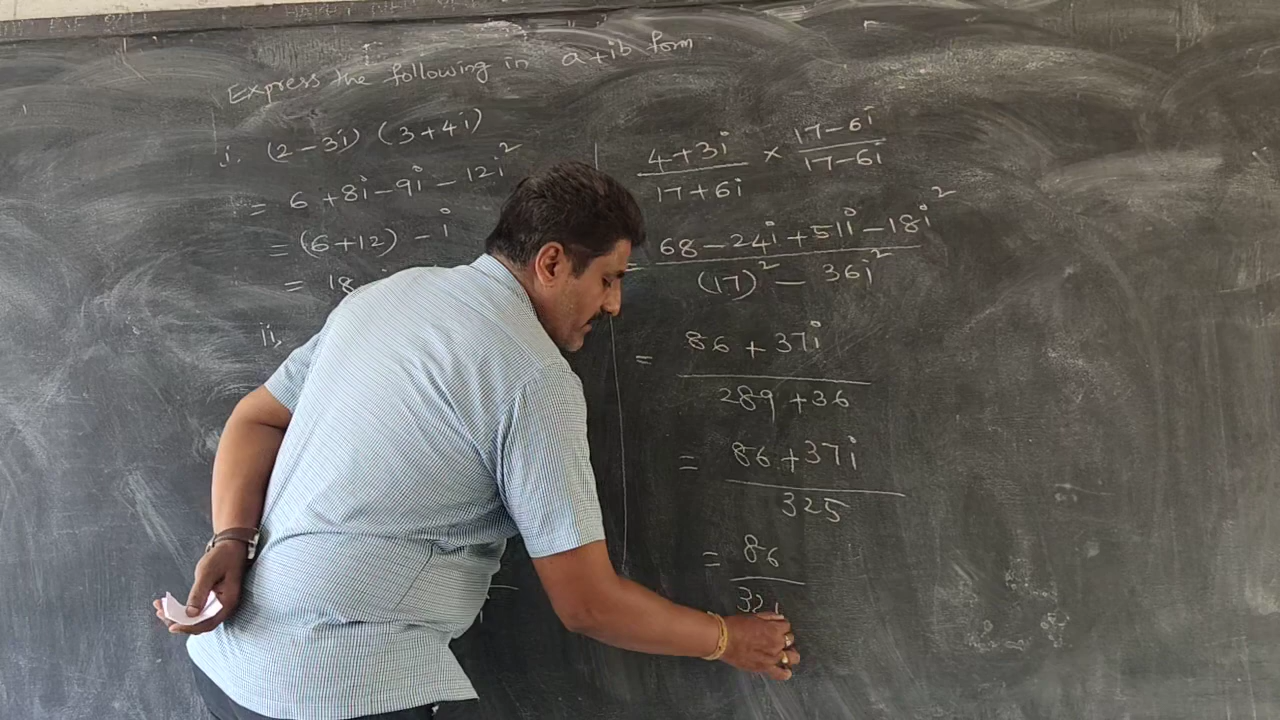 Express the following in a+ib form
i. (2-3i) (3+4i)
= 6 +8i-9i-12i²
= (6+12) - i
= 18
ii,
4+3i/17+6i × 17-6i/17-6i
= 68-24i+51i-18i²/(17)²-36i²
= 86+37i/289+36
= 86+37i/325
= 86/32